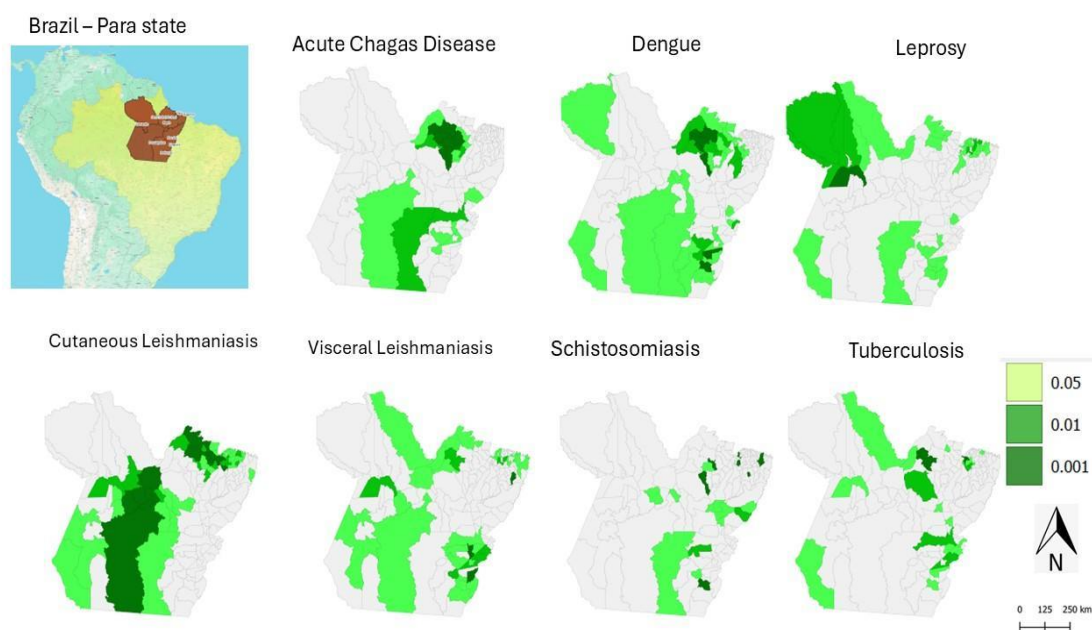 Brazil – Para state
Acute Chagas Disease
Dengue
Leprosy
Cutaneous Leishmaniasis
Visceral Leishmaniasis
Schistosomiasis
Tuberculosis
0.05
0.01
0.001
N
0 125 250 km